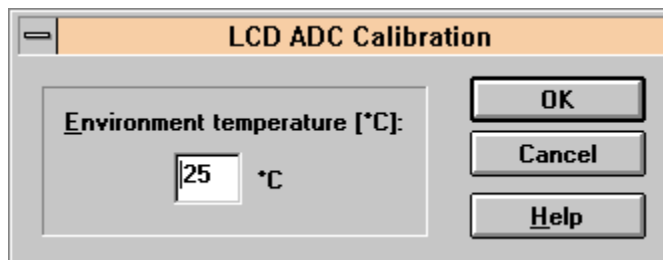 LCD ADC Calibration
Environment temperature [°C]:
25 °C
OK
Cancel
Help